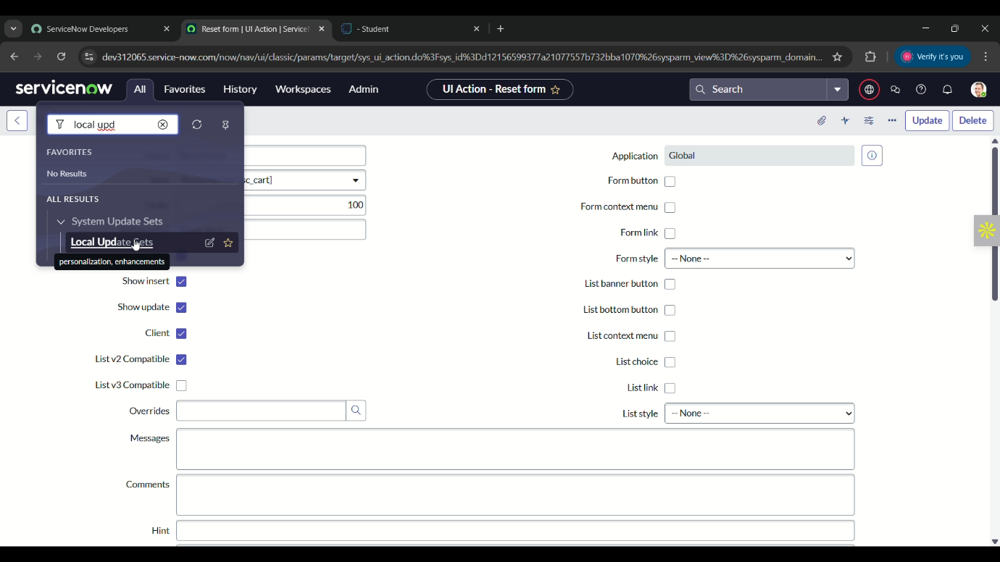 ServiceNow Developers
Reset form | UI Action | Service
- Student
dev312065.service-now.com/now/nav/ui/classic/params/target/sys_ui_action.do%3Fsys_id%3Dd12156599377a21077557b732bba1070%26sysparm_view%3D%26sysparm_domain...
H
Verify it's you
servicenow
All
Favorites
History
Workspaces
Admin
UI Action - Reset form
Search
local upd
Update
Delete
FAVORITES
No Results
ALL RESULTS
System Update Sets
Local Update Sets
personalization, enhancements
sc_cart]
100
Show insert
Show update
Client
List v2 Compatible
List v3 Compatible
Overrides
Application
Global
Form button
Form context menu
Form link
Form style
-- None --
List banner button
List bottom button
List context menu
List choice
List link
List style
-- None --
Messages
Comments
Hint